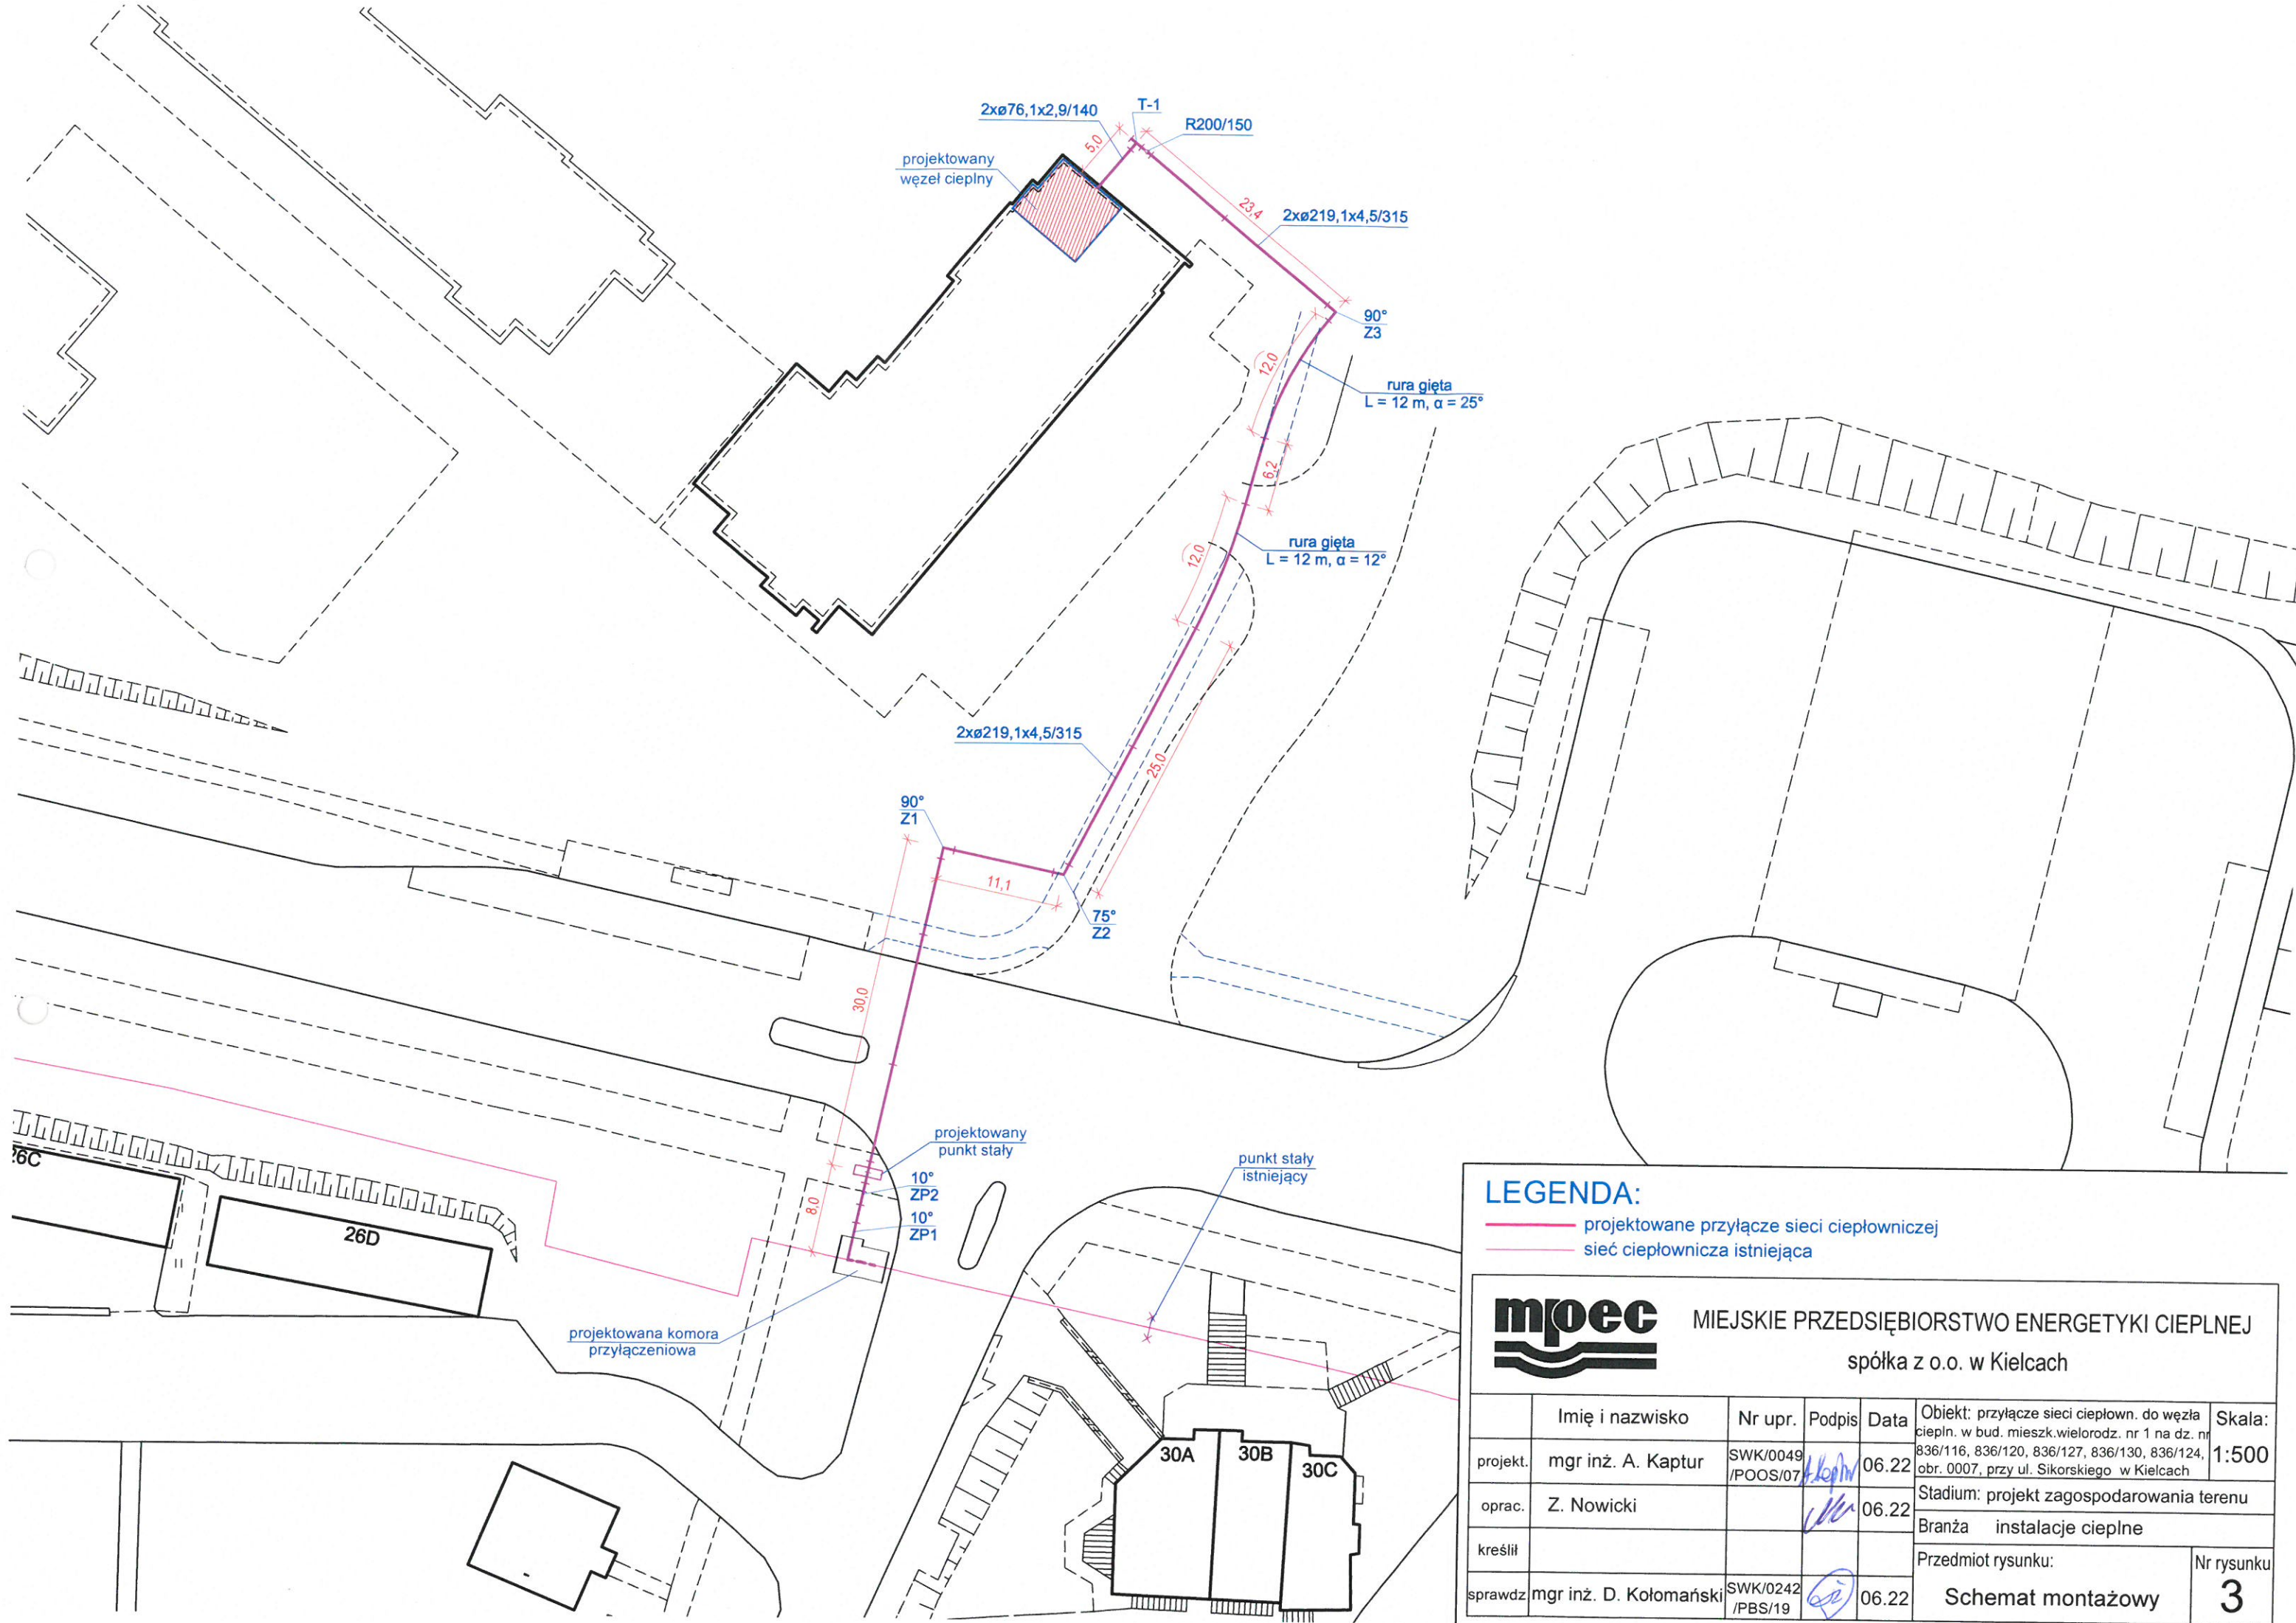 2xø76,1x2,9/140
T-1
R200/150
5,0
projektowany
węzeł cieplny
23,4
2xø219,1x4,5/315
90°
Z3
12,0
rura gięta
L = 12 m, α = 25°
6,2
rura gięta
L = 12 m, α = 12°
12,0
2xø219,1x4,5/315
25,0
90°
Z1
11,1
75°
Z2
30,0
projektowany
punkt stały
10°
ZP2
8,0
10°
ZP1
punkt stały
istniejący
26C
26D
projektowana komora
przyłączeniowa
30A
30B
30C
LEGENDA:
projektowane przyłącze sieci ciepłowniczej
sieć ciepłownicza istniejąca
mpec
MIEJSKIE PRZEDSIĘBIORSTWO ENERGETYKI CIEPLNEJ
spółka z o.o. w Kielcach
Imię i nazwisko Nr upr. Podpis Data
Obiekt: przyłącze sieci ciepłown. do węzła
ciepln. w bud. mieszk.wielorodz. nr 1 na dz. nr
836/116, 836/120, 836/127, 836/130, 836/124,
obr. 0007, przy ul. Sikorskiego w Kielcach
Skala:
1:500
projekt. mgr inż. A. Kaptur SWK/0049
/POOS/07 A. Kaptur 06.22
oprac. Z. Nowicki 06.22
Stadium: projekt zagospodarowania terenu
Branża instalacje cieplne
kreślił
Przedmiot rysunku:
Schemat montażowy
Nr rysunku
3
sprawdz mgr inż. D. Kołomański SWK/0242
/PBS/19 06.22